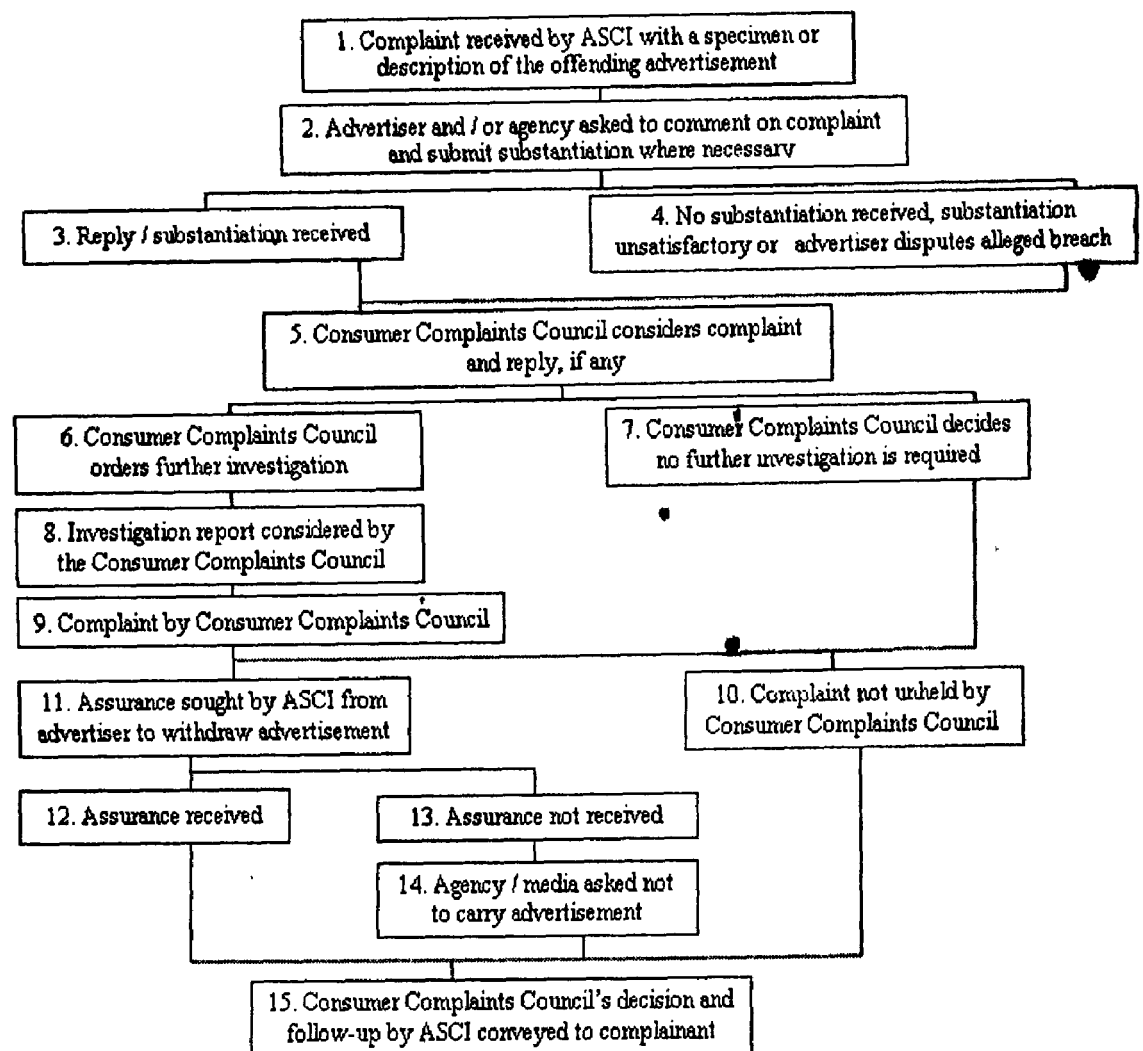 1. Complaint received by ASCI with a specimen or
description of the offending advertisement
2. Advertiser and / or agency asked to comment on complaint
and submit substantiation where necessary
3. Reply / substantiation received
4. No substantiation received, substantiation
unsatisfactory or advertiser disputes alleged breach
5. Consumer Complaints Council considers complaint
and reply, if any
6. Consumer Complaints Council
orders further investigation
7. Consumer Complaints Council decides
no further investigation is required
8. Investigation report considered by
the Consumer Complaints Council
9. Complaint by Consumer Complaints Council
11. Assurance sought by ASCI from
advertiser to withdraw advertisement
10. Complaint not unheld by
Consumer Complaints Council
12. Assurance received
13. Assurance not received
14. Agency / media asked not
to carry advertisement
15. Consumer Complaints Council's decision and
follow-up by ASCI conveyed to complainant